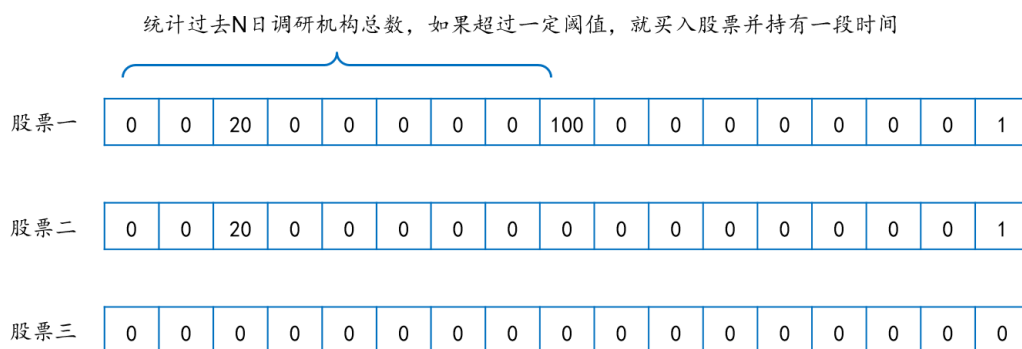 统计过去N日调研机构总数，如果超过一定阈值，就买入股票并持有一段时间
股票一 0 0 20 0 0 0 0 0 100 0 0 0 0 0 0 0 1
股票二 0 0 20 0 0 0 0 0 0 0 0 0 0 0 0 0 1
股票三 0 0 0 0 0 0 0 0 0 0 0 0 0 0 0 0 0